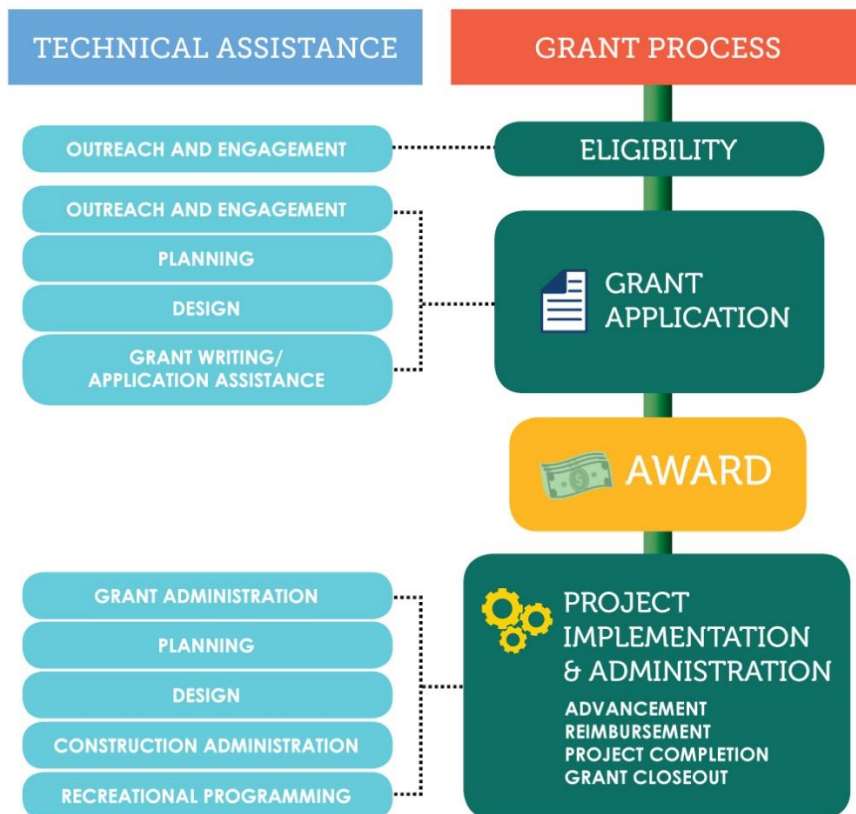 TECHNICAL ASSISTANCE
GRANT PROCESS
OUTREACH AND ENGAGEMENT
ELIGIBILITY
OUTREACH AND ENGAGEMENT
PLANNING
DESIGN
GRANT WRITING/
APPLICATION ASSISTANCE
GRANT
APPLICATION
$
AWARD
GRANT ADMINISTRATION
PLANNING
DESIGN
CONSTRUCTION ADMINISTRATION
RECREATIONAL PROGRAMMING
PROJECT
IMPLEMENTATION
& ADMINISTRATION
ADVANCEMENT
REIMBURSEMENT
PROJECT COMPLETION
GRANT CLOSEOUT